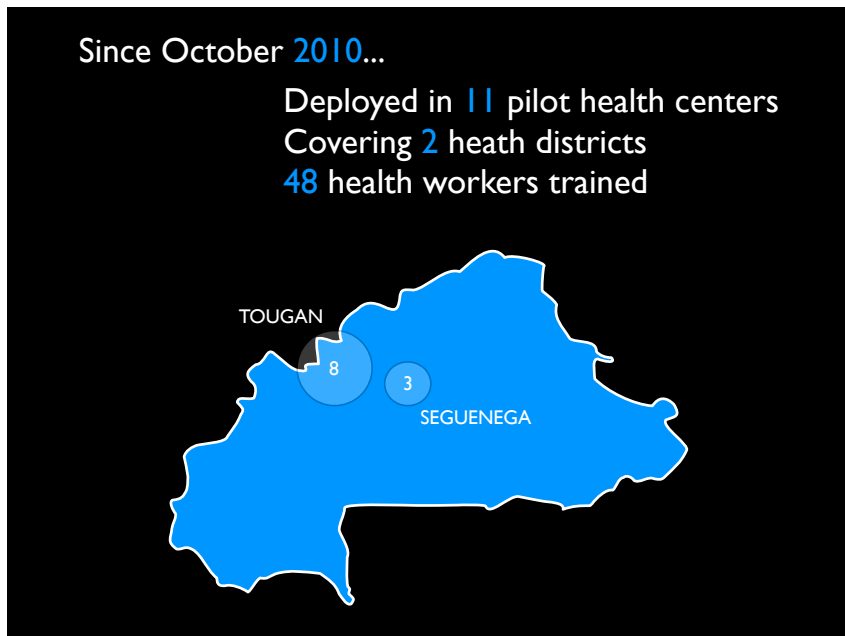 Since October 2010...
Deployed in 11 pilot health centers
Covering 2 heath districts
48 health workers trained
TOUGAN
8
3
SEGUENEGA